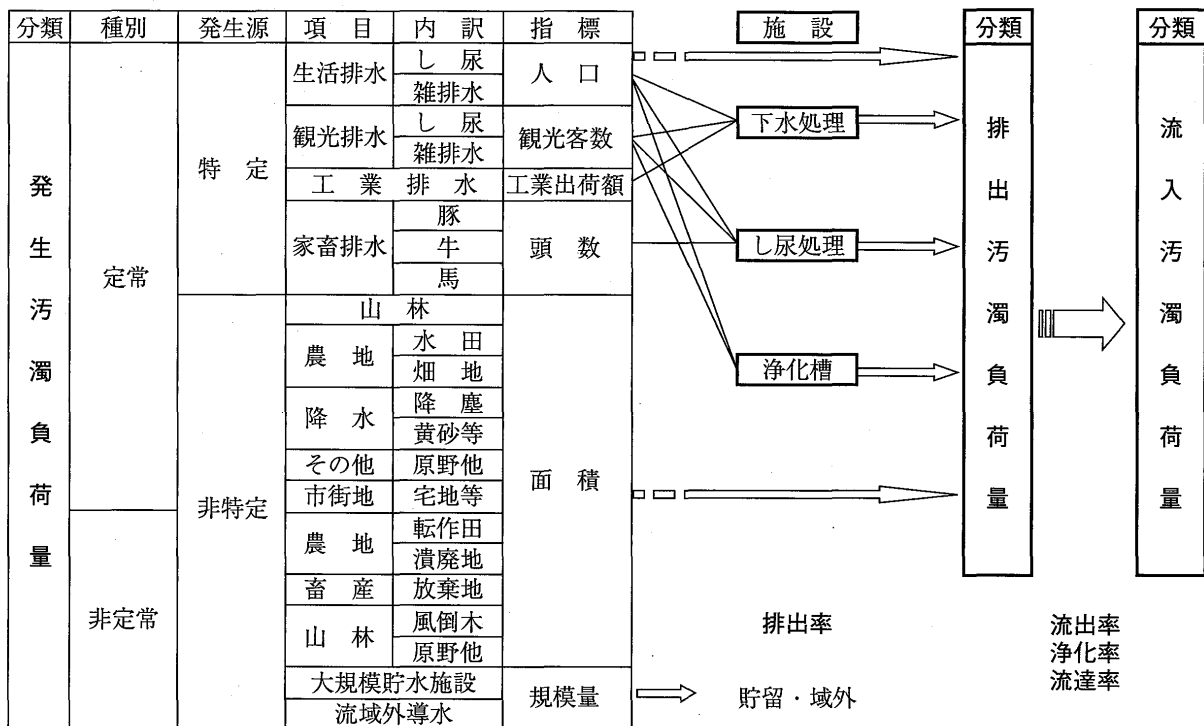 分類 種別 発生源 項目 内訳 指標 施設 分類 分類
発生汚濁負荷量
定常
非定常
特定
非特定
生活排水 し尿 人口
雑排水
観光排水 し尿 観光客数
雑排水
工業排水 工業出荷額
家畜排水 豚 頭数
牛
馬
山林
農地 水田
畑地
降水 降塵
黄砂等
その他 原野他
面積
市街地 宅地等
農地 転作田
潰廃地
畜産 放棄地
山林 風倒木
原野他
大規模貯水施設 規模量
流域外導水
下水処理
し尿処理
浄化槽
排出率
貯留・域外
排出汚濁負荷量
流出率
浄化率
流達率
流入汚濁負荷量